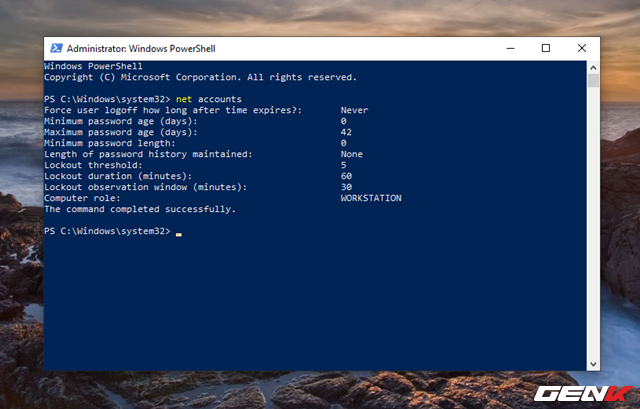 Administrator: Windows PowerShell
Windows PowerShell
Copyright (C) Microsoft Corporation. All rights reserved.
PS C:\Windows\system32> net accounts
Force user logoff how long after time expires?: Never
Minimum password age (days): 0
Maximum password age (days): 42
Minimum password length: 0
Length of password history maintained: None
Lockout threshold: 5
Lockout duration (minutes): 60
Lockout observation window (minutes): 30
Computer role: WORKSTATION
The command completed successfully.
PS C:\Windows\system32>
GENK